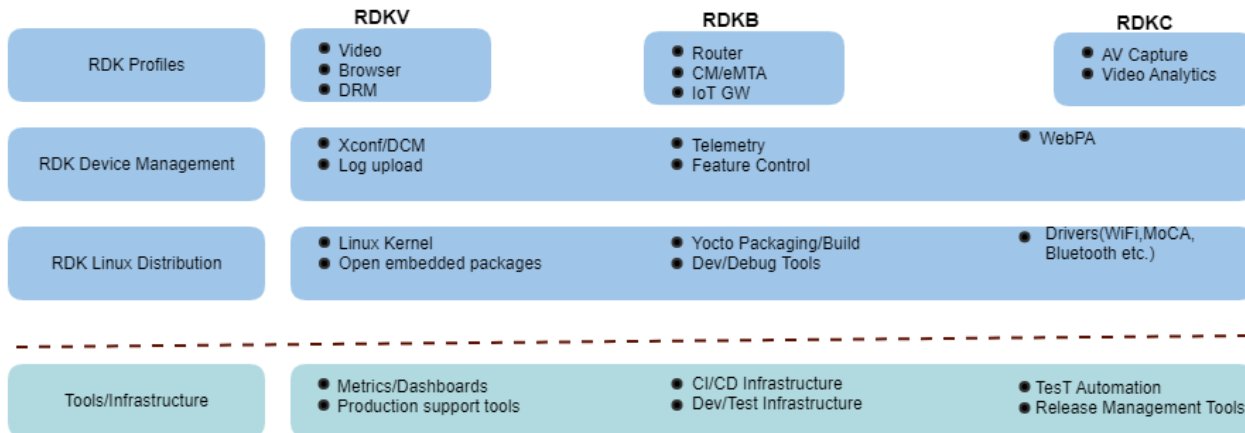 RDKV
RDKB
RDKC
RDK Profiles
Video
Browser
DRM
Router
CM/eMTA
IoT GW
AV Capture
Video Analytics
RDK Device Management
Xconf/DCM
Log upload
Telemetry
Feature Control
WebPA
RDK Linux Distribution
Linux Kernel
Open embedded packages
Yocto Packaging/Build
Dev/Debug Tools
Drivers(WiFi,MoCA,
Bluetooth etc.)
Tools/Infrastructure
Metrics/Dashboards
Production support tools
CI/CD Infrastructure
Dev/Test Infrastructure
TesT Automation
Release Management Tools